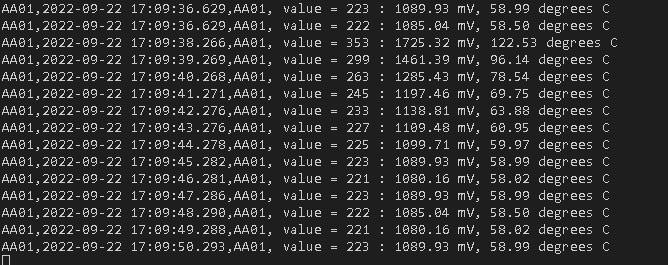 AA01,2022-09-22 17:09:36.629,AA01, value = 223 : 1089.93 mV, 58.99 degrees C
AA01,2022-09-22 17:09:36.629,AA01, value = 222 : 1085.04 mV, 58.50 degrees C
AA01,2022-09-22 17:09:38.266,AA01, value = 353 : 1725.32 mV, 122.53 degrees C
AA01,2022-09-22 17:09:39.269,AA01, value = 299 : 1461.39 mV, 96.14 degrees C
AA01,2022-09-22 17:09:40.268,AA01, value = 263 : 1285.43 mV, 78.54 degrees C
AA01,2022-09-22 17:09:41.271,AA01, value = 245 : 1197.46 mV, 69.75 degrees C
AA01,2022-09-22 17:09:42.276,AA01, value = 233 : 1138.81 mV, 63.88 degrees C
AA01,2022-09-22 17:09:43.276,AA01, value = 227 : 1109.48 mV, 60.95 degrees C
AA01,2022-09-22 17:09:44.278,AA01, value = 225 : 1099.71 mV, 59.97 degrees C
AA01,2022-09-22 17:09:45.282,AA01, value = 223 : 1089.93 mV, 58.99 degrees C
AA01,2022-09-22 17:09:46.281,AA01, value = 221 : 1080.16 mV, 58.02 degrees C
AA01,2022-09-22 17:09:47.286,AA01, value = 223 : 1089.93 mV, 58.99 degrees C
AA01,2022-09-22 17:09:48.290,AA01, value = 222 : 1085.04 mV, 58.50 degrees C
AA01,2022-09-22 17:09:49.288,AA01, value = 221 : 1080.16 mV, 58.02 degrees C
AA01,2022-09-22 17:09:50.293,AA01, value = 223 : 1089.93 mV, 58.99 degrees C